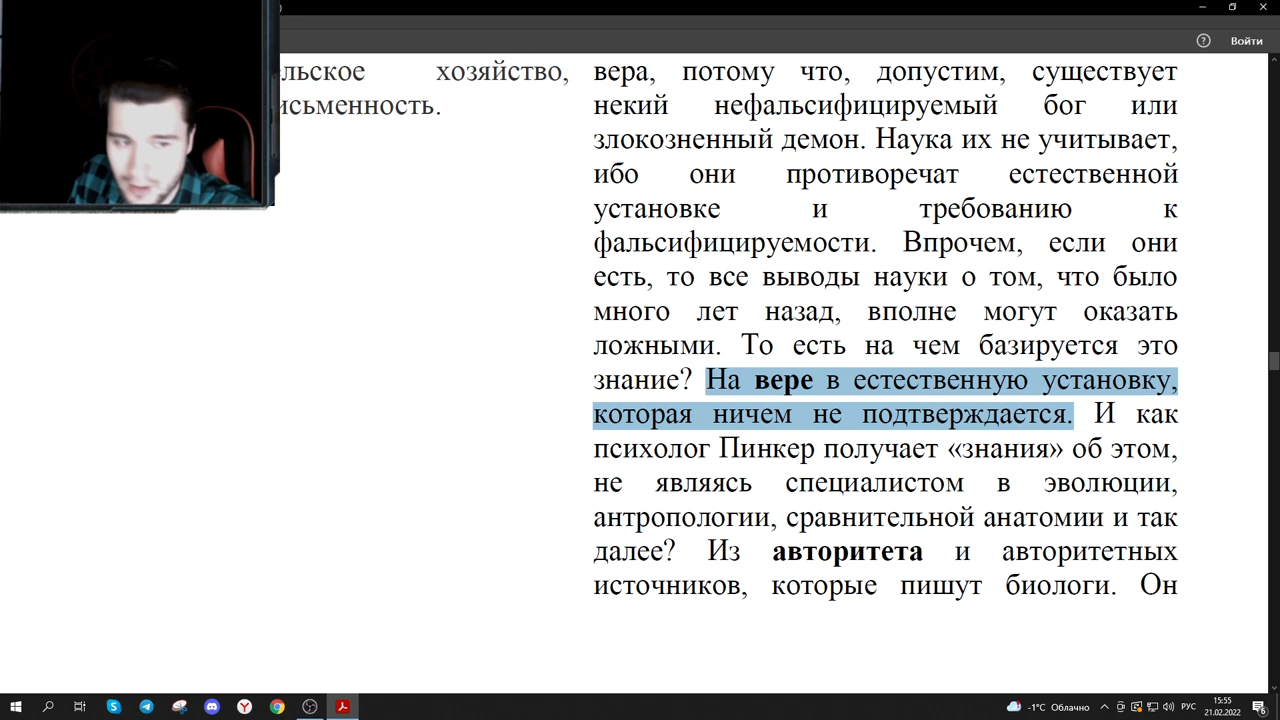 Войти
льское хозяйство,
исьменность.
вера, потому что, допустим, существует
некий нефальсифицируемый бог или
злокозненный демон. Наука их не учитывает,
ибо они противоречат естественной
установке и требованию к
фальсифицируемости. Впрочем, если они
есть, то все выводы науки о том, что было
много лет назад, вполне могут оказать
ложными. То есть на чем базируется это
знание? На вере в естественную установку,
которая ничем не подтверждается. И как
психолог Пинкер получает «знания» об этом,
не являясь специалистом в эволюции,
антропологии, сравнительной анатомии и так
далее? Из авторитета и авторитетных
источников, которые пишут биологи. Он
-1°C Облачно
РУС
15:55
21.02.2022
6